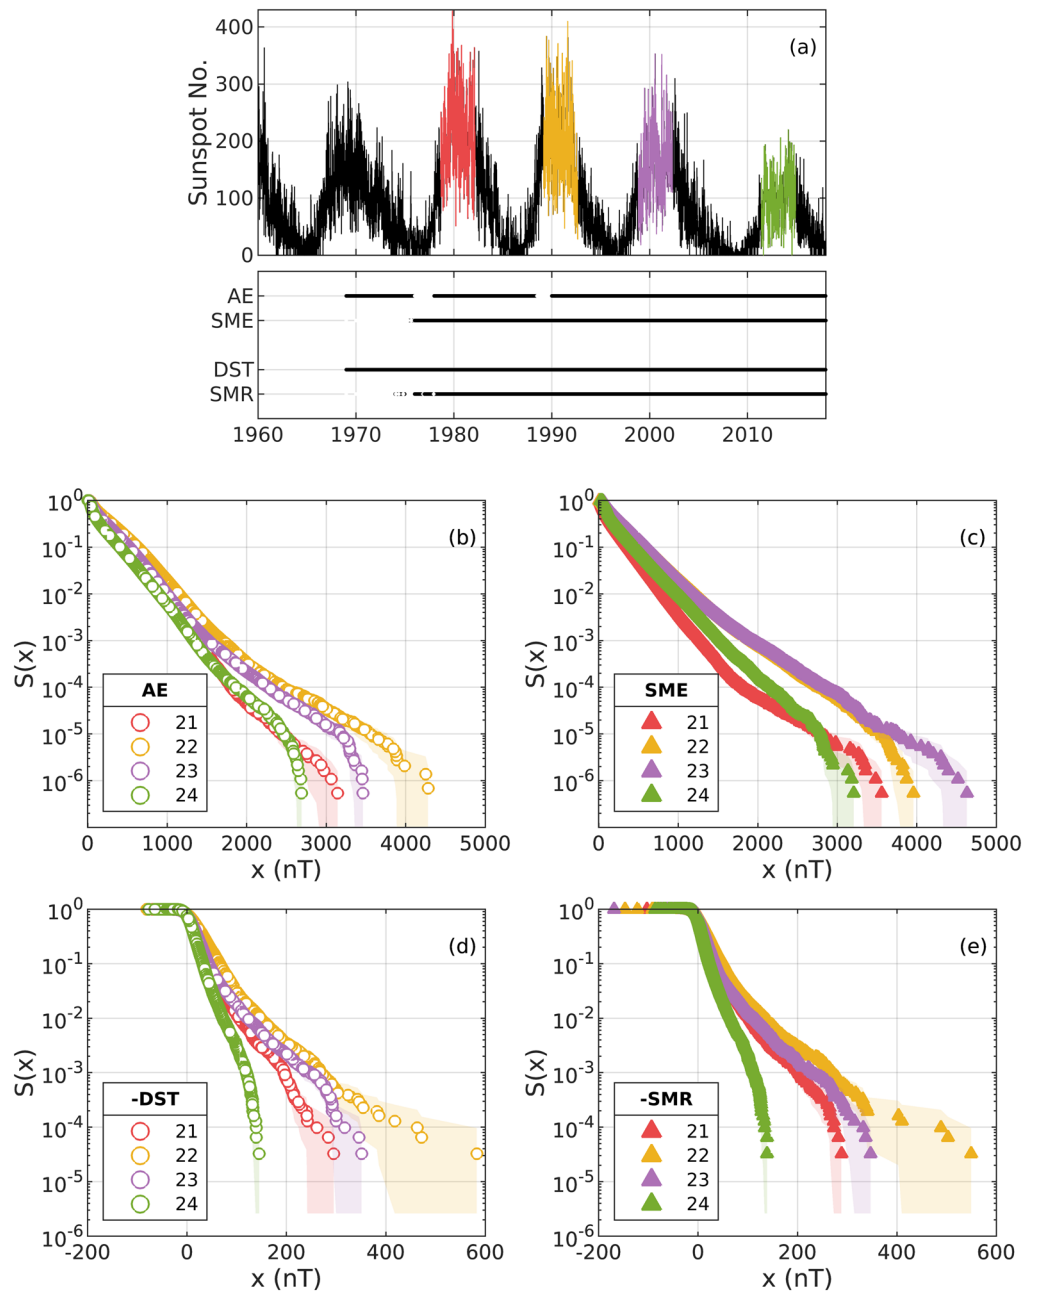 (a)
Sunspot No.
400
300
200
100
0
AE
SME
DST
SMR
1960 1970 1980 1990 2000 2010
(b)
S(x)
10^0
10^-1
10^-2
10^-3
10^-4
10^-5
10^-6
AE
21
22
23
24
0 1000 2000 3000 4000 5000
x (nT)
(c)
S(x)
10^0
10^-1
10^-2
10^-3
10^-4
10^-5
10^-6
SME
21
22
23
24
0 1000 2000 3000 4000 5000
x (nT)
(d)
S(x)
10^0
10^-1
10^-2
10^-3
10^-4
10^-5
10^-6
-DST
21
22
23
24
-200 0 200 400 600
x (nT)
(e)
S(x)
10^0
10^-1
10^-2
10^-3
10^-4
10^-5
10^-6
-SMR
21
22
23
24
-200 0 200 400 600
x (nT)